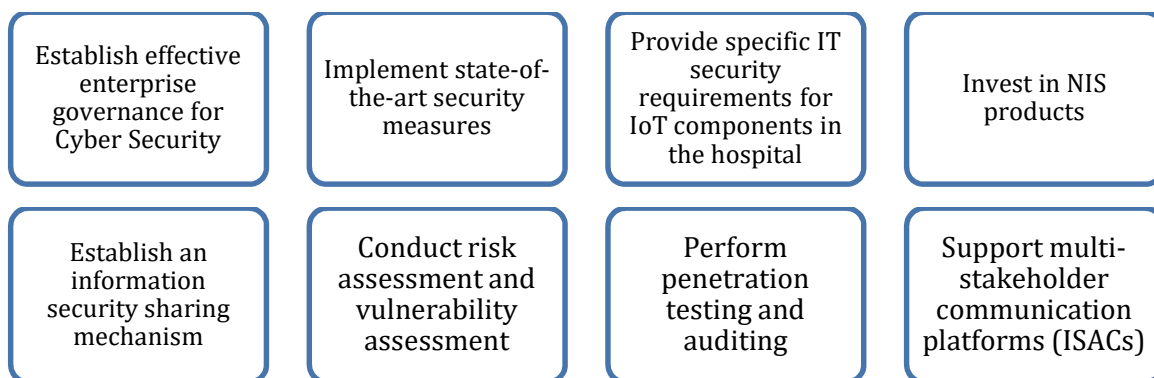 Establish effective
enterprise
governance for
Cyber Security
Implement state-of-
the-art security
measures
Provide specific IT
security
requirements for
IoT components in
the hospital
Invest in NIS
products
Establish an
information
security sharing
mechanism
Conduct risk
assessment and
vulnerability
assessment
Perform
penetration
testing and
auditing
Support multi-
stakeholder
communication
platforms (ISACs)